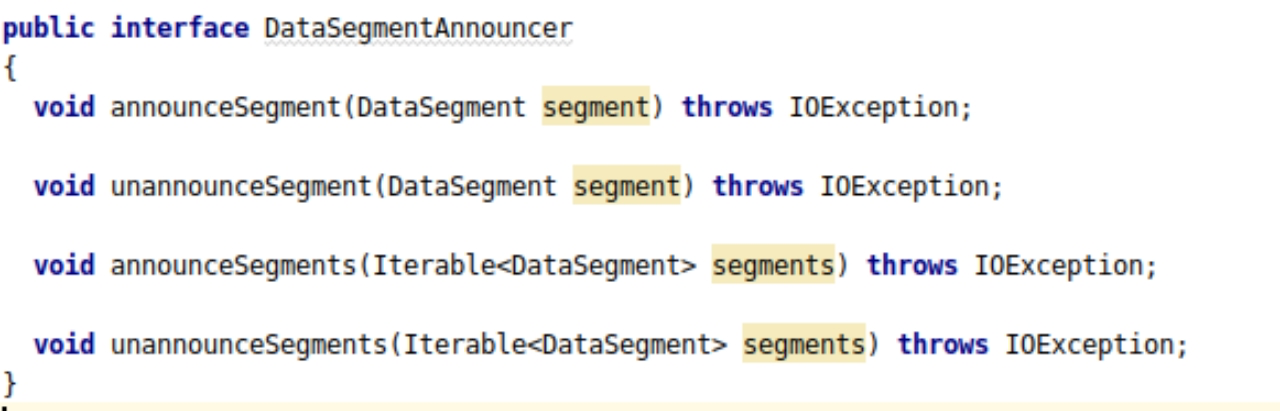 public interface DataSegmentAnnouncer
{
  void announceSegment(DataSegment segment) throws IOException;
  void unannounceSegment(DataSegment segment) throws IOException;
  void announceSegments(Iterable<DataSegment> segments) throws IOException;
  void unannounceSegments(Iterable<DataSegment> segments) throws IOException;
}